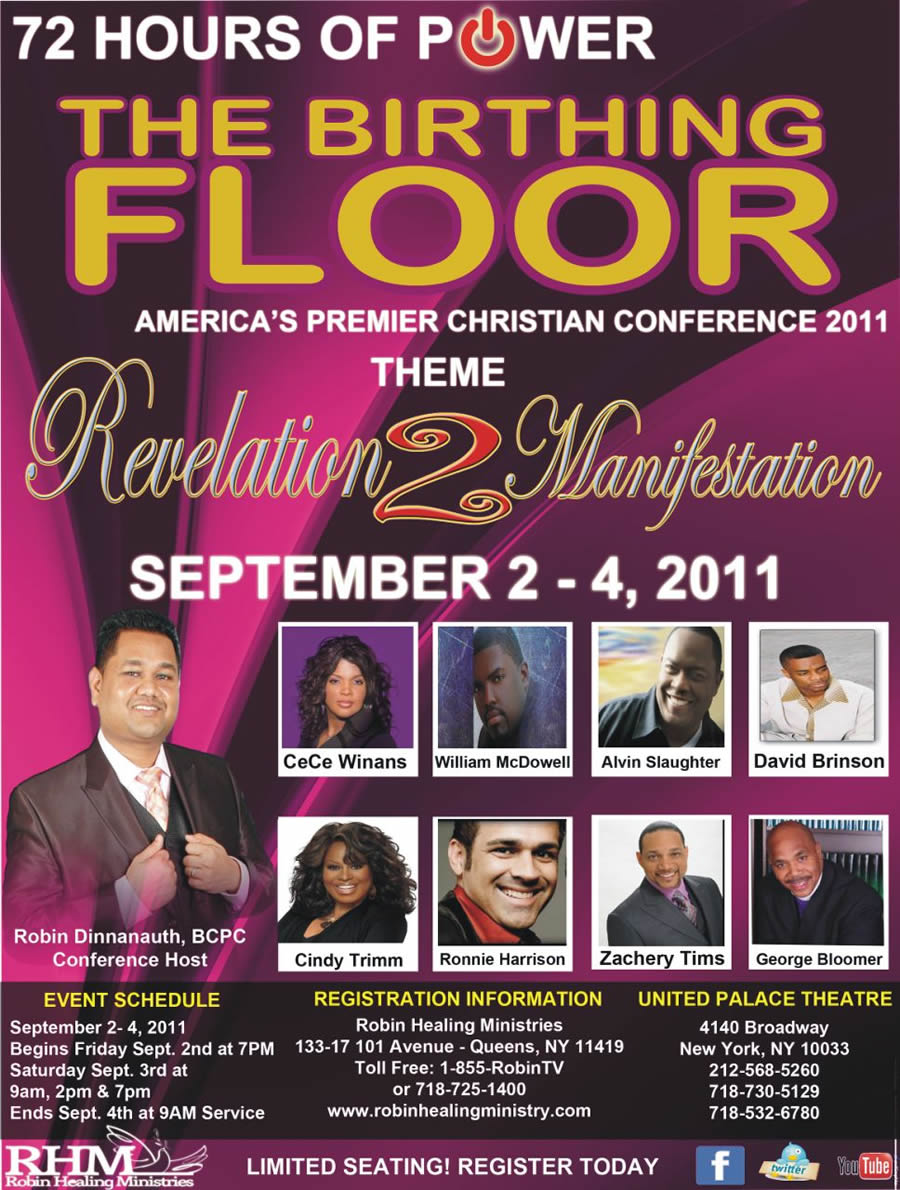 72 HOURS OF POWER
THE BIRTHING
FLOOR
AMERICA'S PREMIER CHRISTIAN CONFERENCE 2011
THEME
Revelation 2 Manifestation
SEPTEMBER 2 - 4, 2011
CeCe Winans
William McDowell
Alvin Slaughter
David Brinson
Cindy Trimm
Ronnie Harrison
Zachery Tims
George Bloomer
Robin Dinnanauth, BCPC
Conference Host
EVENT SCHEDULE
September 2- 4, 2011
Begins Friday Sept. 2nd at 7PM
Saturday Sept. 3rd at
9am, 2pm & 7pm
Ends Sept. 4th at 9AM Service
REGISTRATION INFORMATION
Robin Healing Ministries
133-17 101 Avenue - Queens, NY 11419
Toll Free: 1-855-RobinTV
or 718-725-1400
www.robinhealingministry.com
UNITED PALACE THEATRE
4140 Broadway
New York, NY 10033
212-568-5260
718-730-5129
718-532-6780
RHM
Robin Healing Ministries
LIMITED SEATING! REGISTER TODAY
f
twitter
YouTube